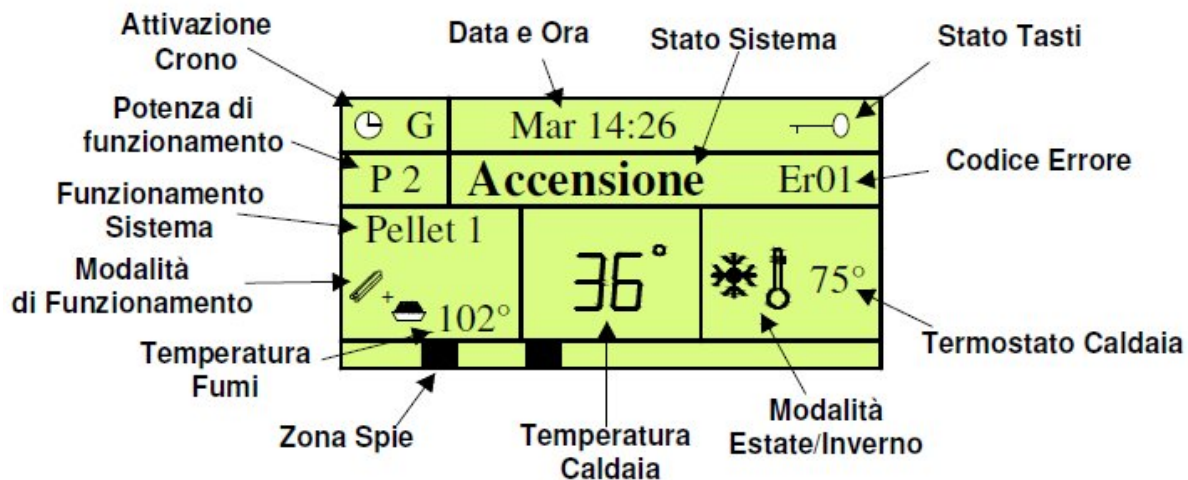 Attivazione
Crono
Data e Ora
Stato Sistema
Stato Tasti
Potenza di
funzionamento
Funzionamento
Sistema
Modalità
di Funzionamento
Temperatura
Fumi
Zona Spie
G
Mar 14:26
P 2
Accensione
Er01
Pellet 1
+
102°
36°
75°
Codice Errore
Termostato Caldaia
Temperatura
Caldaia
Modalità
Estate/Inverno